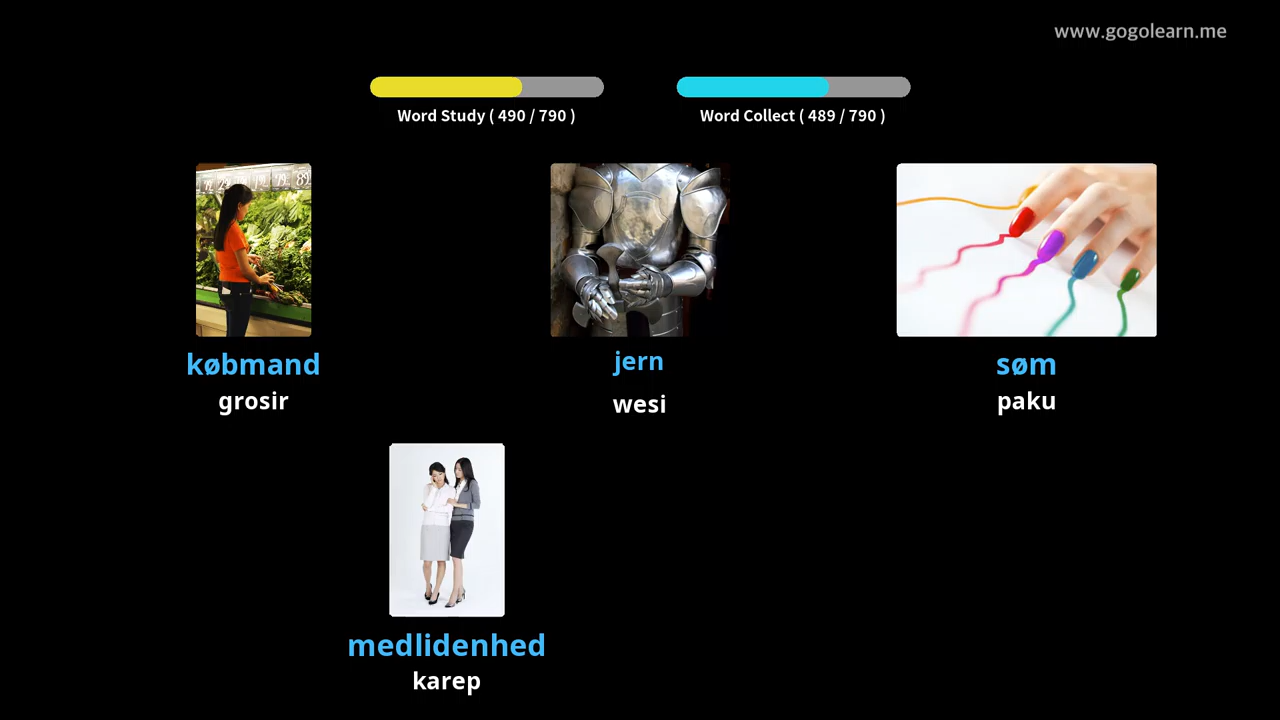 www.gogolearn.me
Word Study ( 490 / 790 )
Word Collect ( 489 / 790 )
købmand
grosir
jern
wesi
søm
paku
medlidenhed
karep